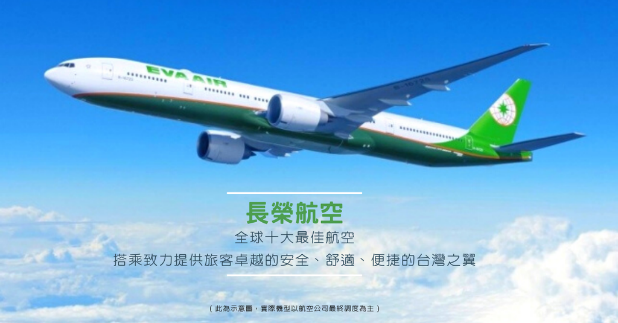 EVA AIR
長榮航空
全球十大最佳航空
搭乘致力提供旅客卓越的安全、舒適、便捷的台灣之翼
( 此為示意圖，實際機型以航空公司最終調度為主 )